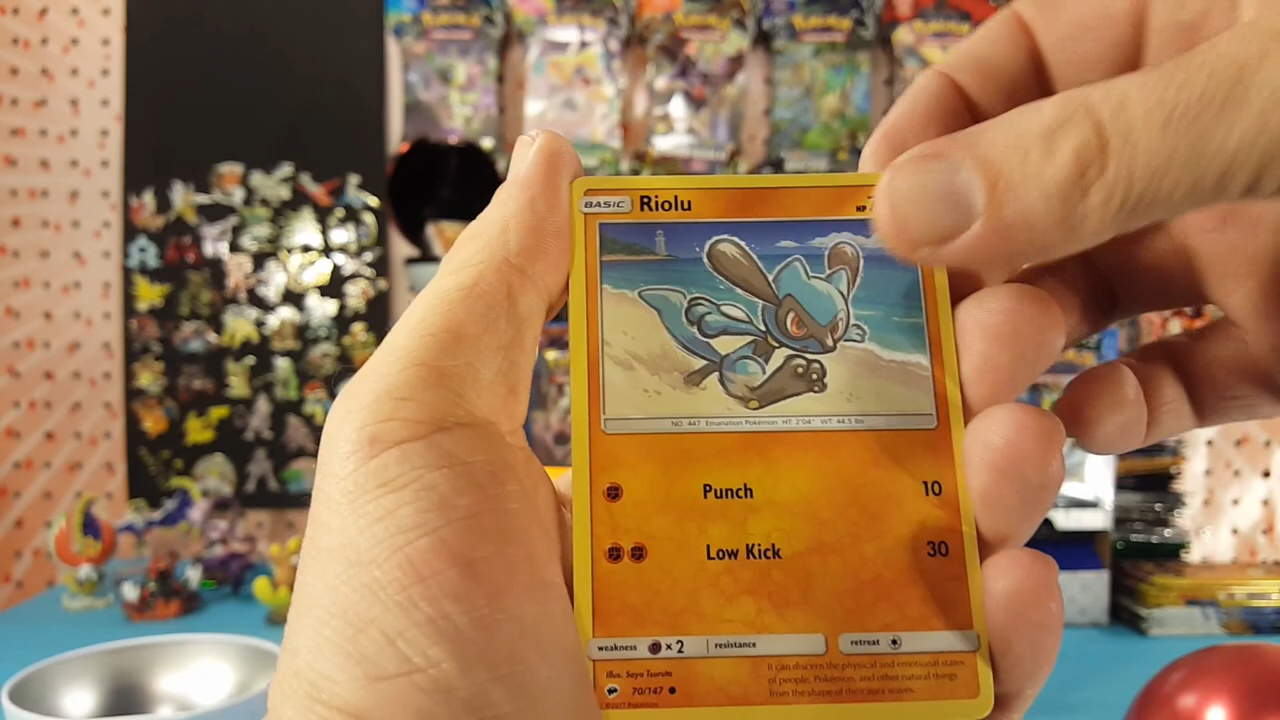 BASIC Riolu HP
NO. 447 Emanation Pokémon HT: 2'04" WT: 44.5 lbs
Punch 10
Low Kick 30
weakness ×2 resistance retreat
Illus. Saya Tsuruta
70/147
©2017 Pokémon
It can discern the physical and emotional states
of people, Pokémon, and other natural things
from the shape of their aura waves.